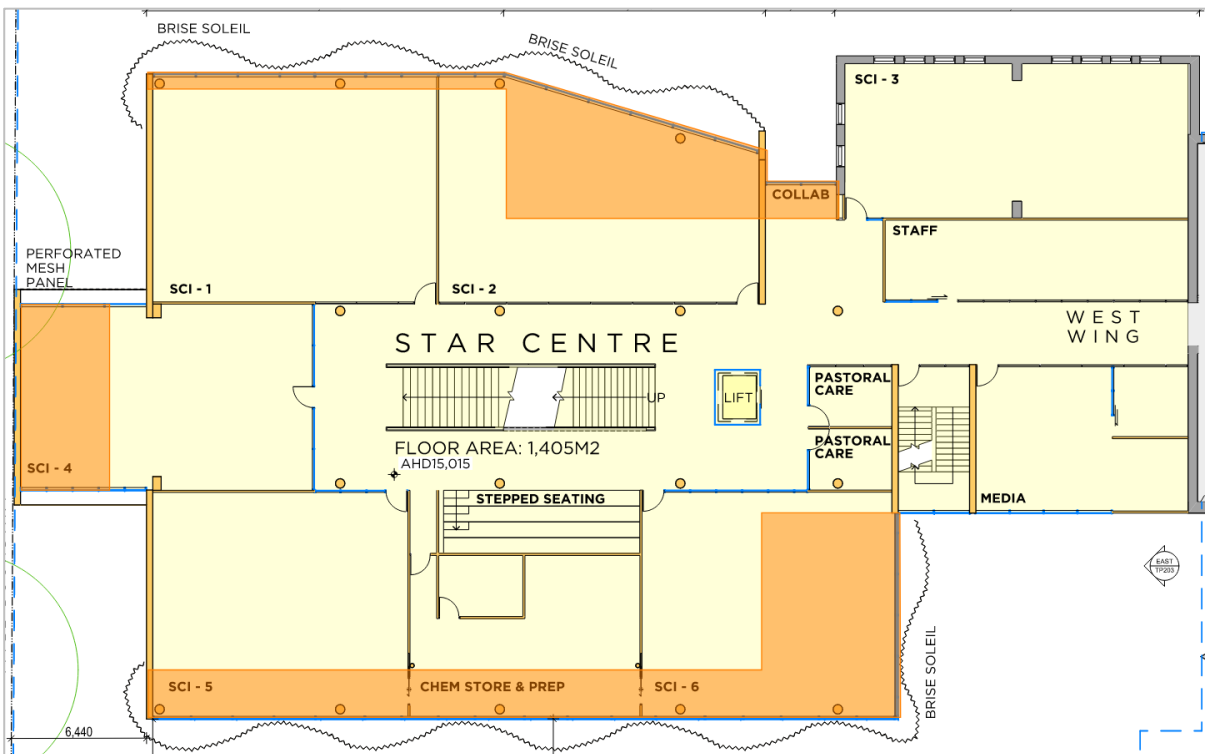 BRISE SOLEIL
BRISE SOLEIL
SCI - 3
COLLAB
STAFF
PERFORATED
MESH
PANEL
SCI - 1
SCI - 2
WEST
WING
STAR CENTRE
PASTORAL
CARE
LIFT
UP
PASTORAL
CARE
FLOOR AREA: 1,405M2
AHD15,015
SCI - 4
STEPPED SEATING
MEDIA
EAST
TP203
BRISE SOLEIL
SCI - 5
CHEM STORE & PREP
SCI - 6
6,440